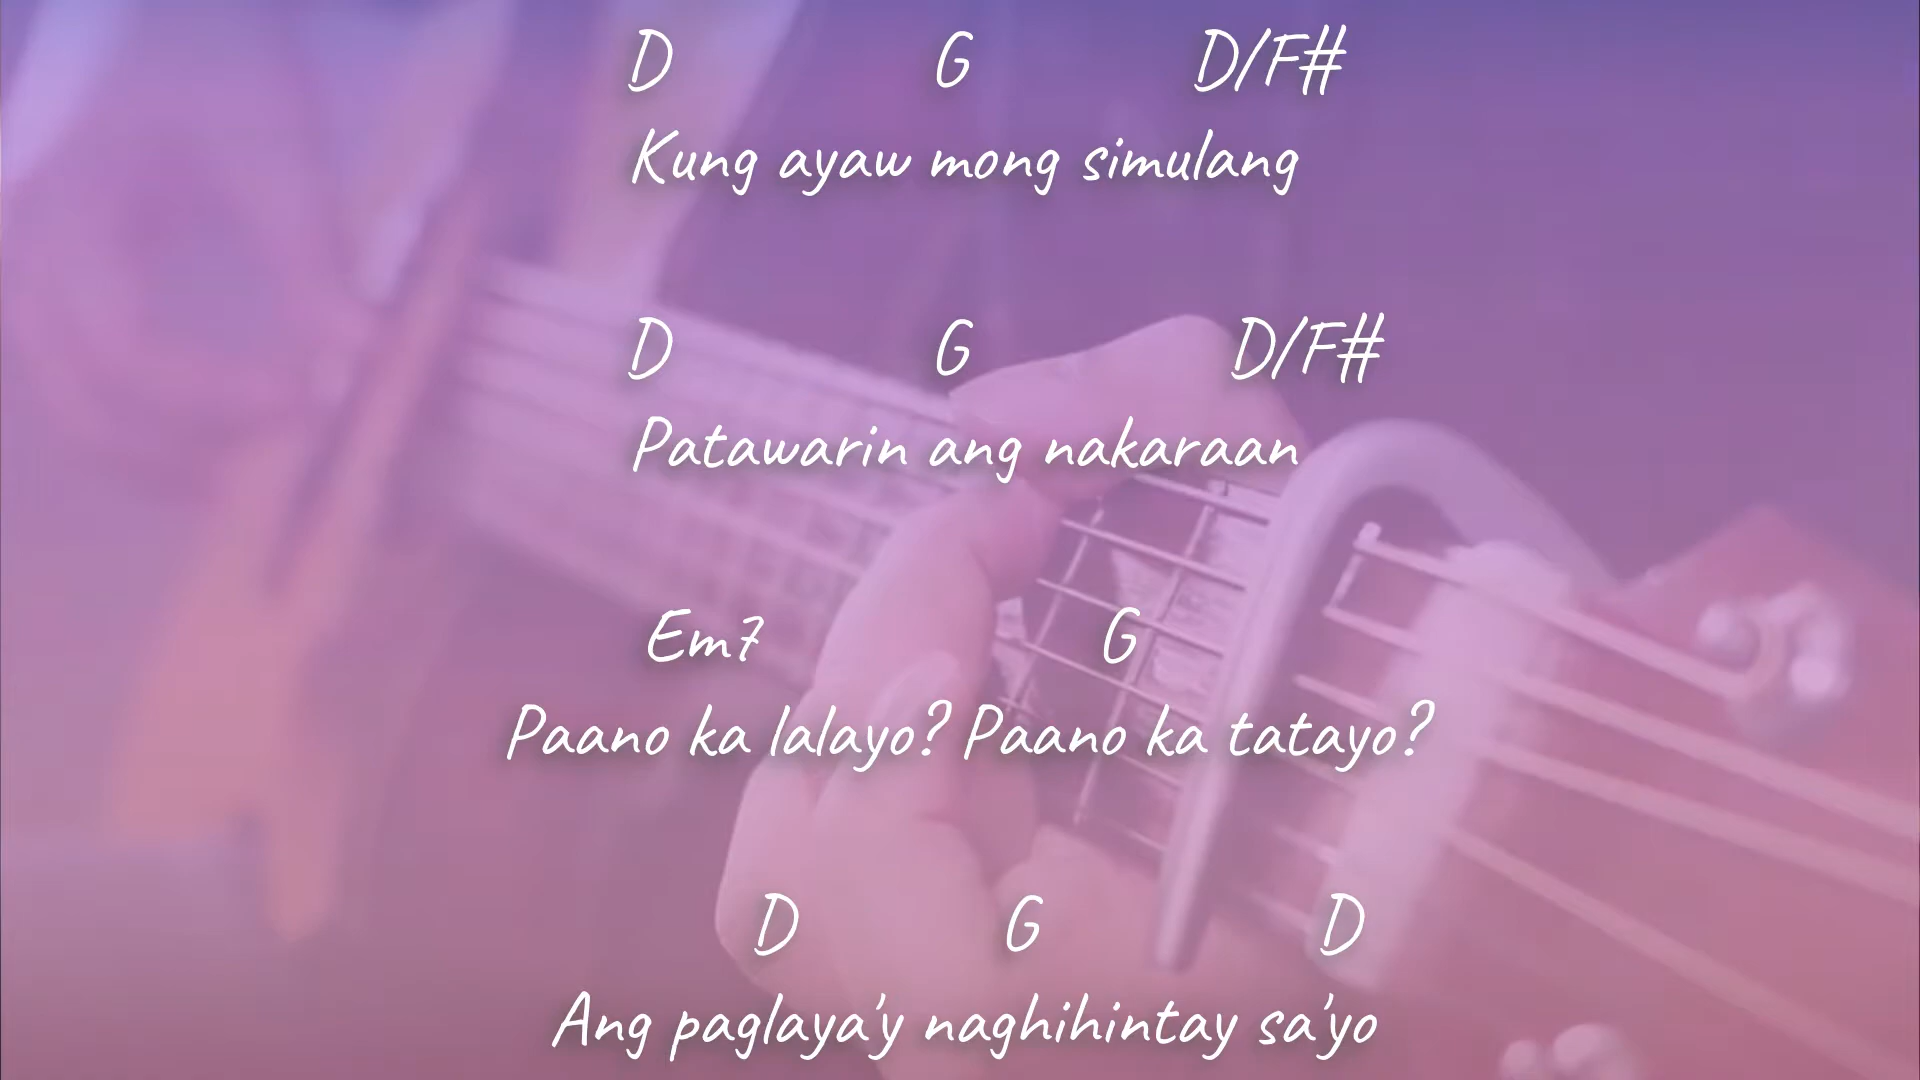 D G D/F#
Kung ayaw mong simulang
D G D/F#
Patawarin ang nakaraan
Em7 G
Paano ka lalayo? Paano ka tatayo?
D G D
Ang paglaya'y naghihintay sa'yo